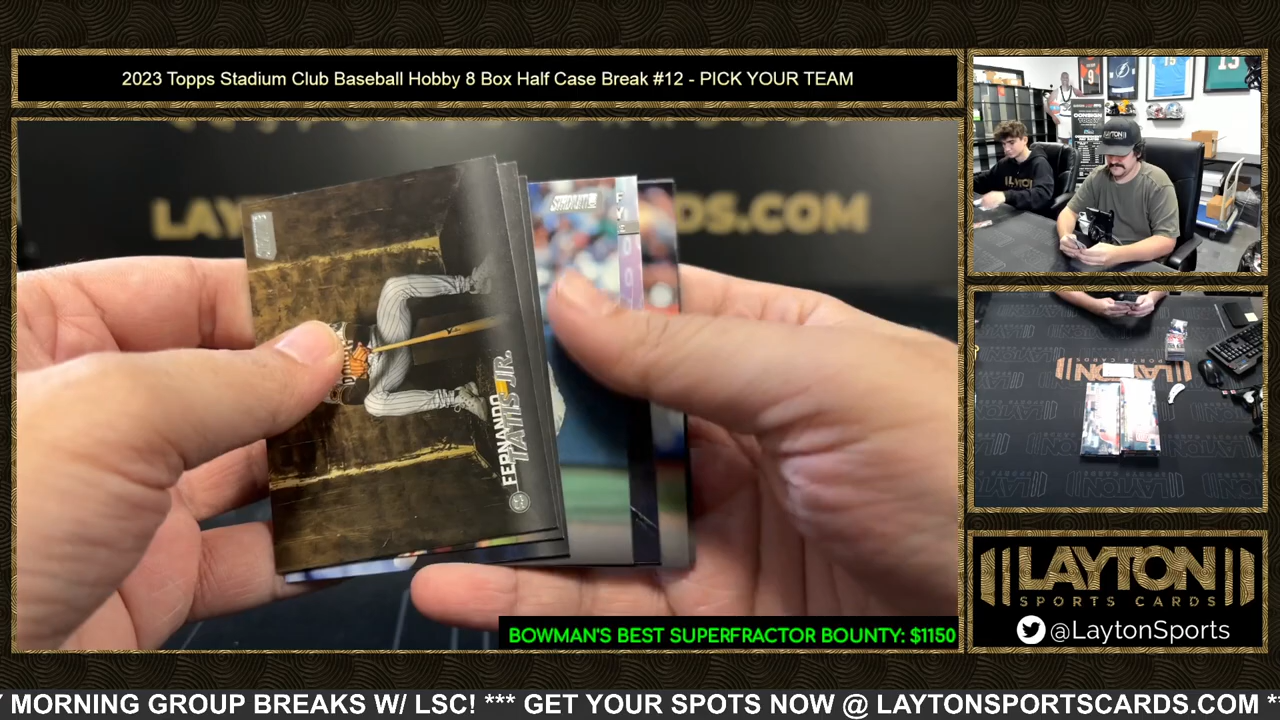 2023 Topps Stadium Club Baseball Hobby 8 Box Half Case Break #12 - PICK YOUR TEAM
FERNANDO
TATIS JR.
BOWMAN'S BEST SUPERFRACTOR BOUNTY: $1150
LAYTON
SPORTS CARDS
@LaytonSports
Y MORNING GROUP BREAKS W/ LSC! *** GET YOUR SPOTS NOW @ LAYTONSPORTSCARDS.COM *